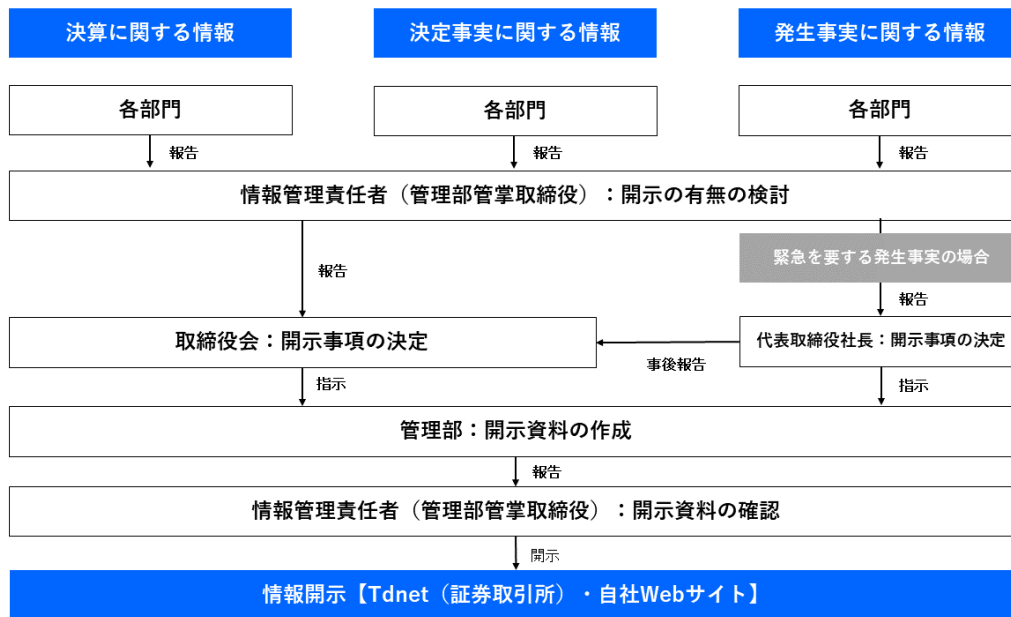 決算に関する情報
決定事実に関する情報
発生事実に関する情報
各部門
各部門
各部門
報告
報告
報告
情報管理責任者（管理部管掌取締役）：開示の有無の検討
緊急を要する発生事実の場合
報告
報告
取締役会：開示事項の決定
代表取締役社長：開示事項の決定
事後報告
指示
指示
管理部：開示資料の作成
報告
情報管理責任者（管理部管掌取締役）：開示資料の確認
開示
情報開示【Tdnet（証券取引所）・自社Webサイト】